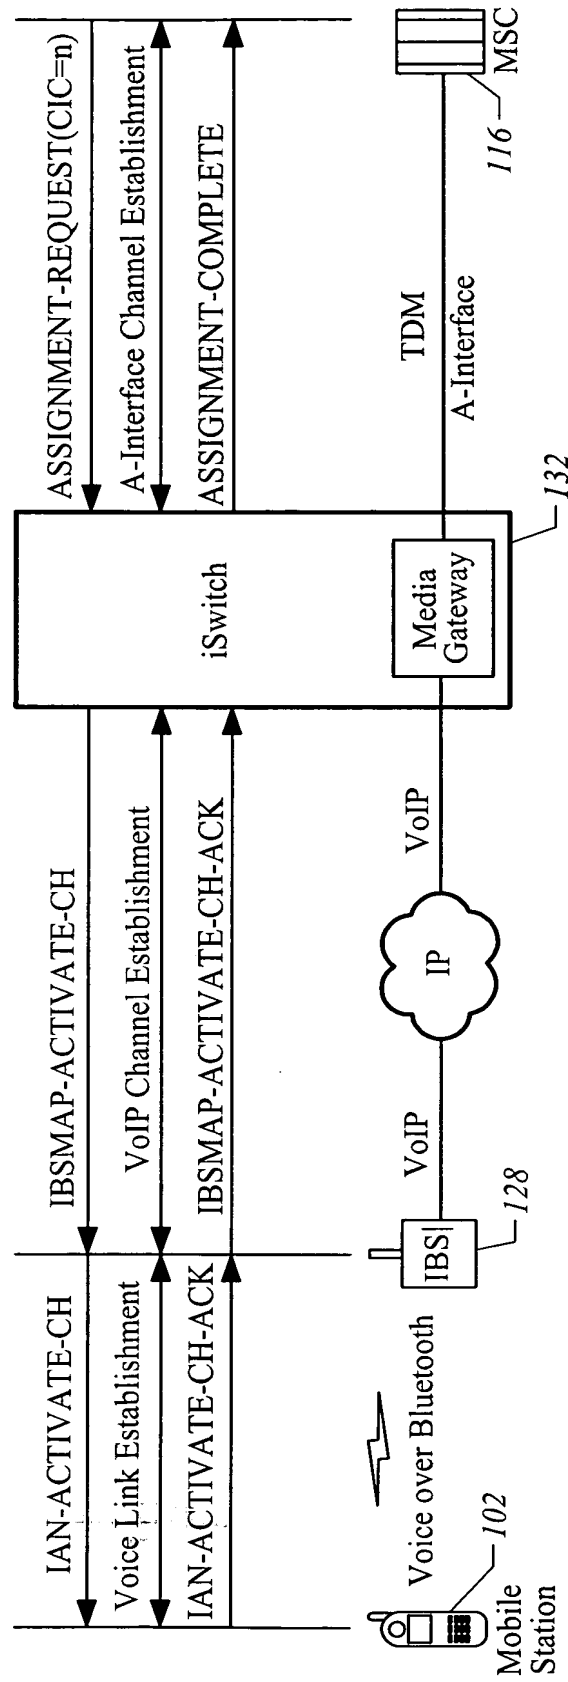 IAN-ACTIVATE-CH
Voice Link Establishment
IAN-ACTIVATE-CH-ACK
IBSMAP-ACTIVATE-CH
VoIP Channel Establishment
IBSMAP-ACTIVATE-CH-ACK
iSwitch
ASSIGNMENT-REQUEST(CIC=n)
A-Interface Channel Establishment
ASSIGNMENT-COMPLETE
Mobile
Station
102
Voice over Bluetooth
IBS
128
VoIP
IP
VoIP
Media
Gateway
132
TDM
A-Interface
116
MSC